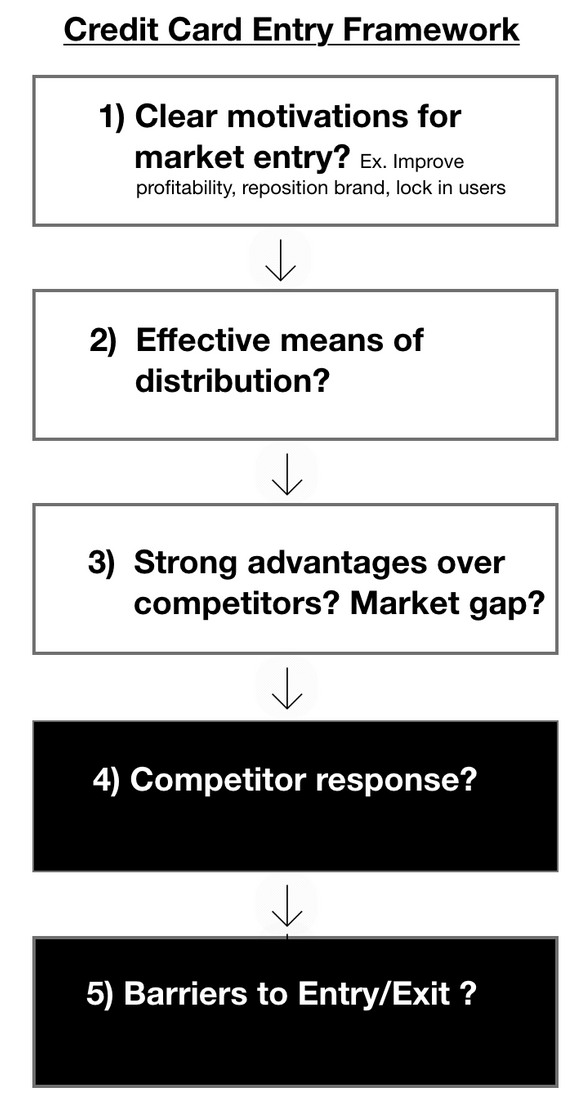 Credit Card Entry Framework
1) Clear motivations for
market entry? Ex. Improve
profitability, reposition brand, lock in users
2) Effective means of
distribution?
3) Strong advantages over
competitors? Market gap?
4) Competitor response?
5) Barriers to Entry/Exit ?